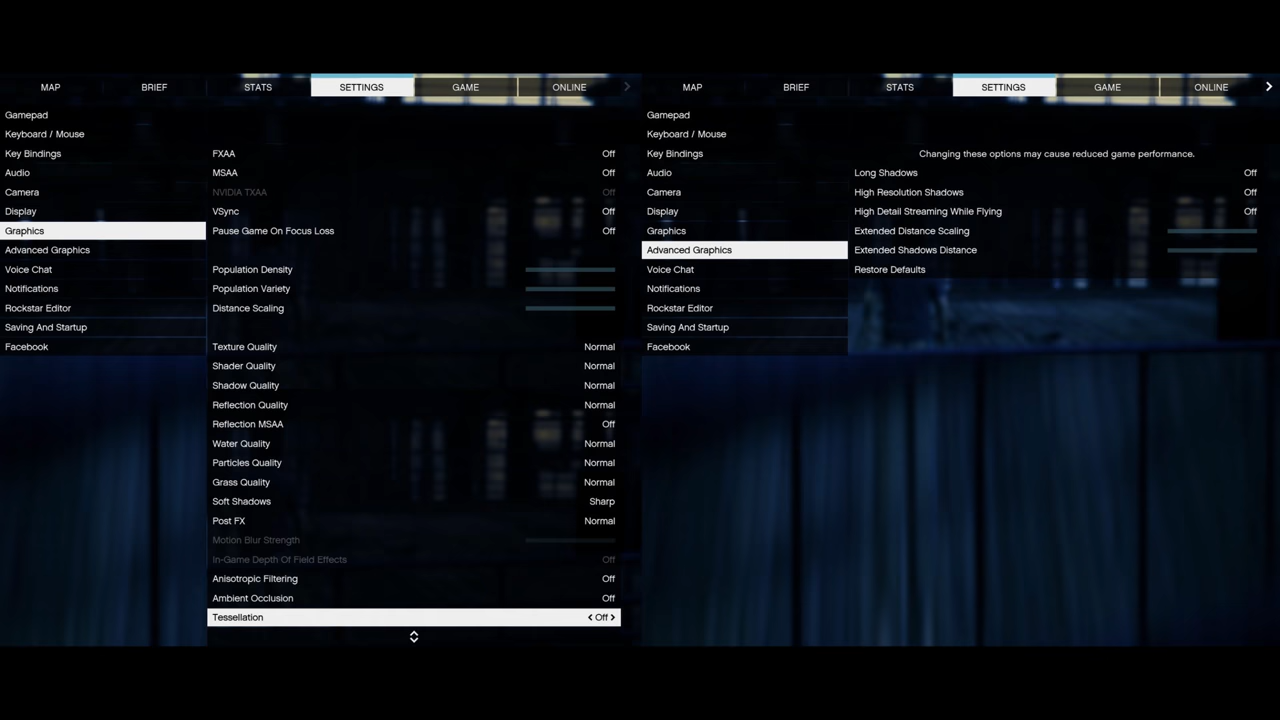 MAP BRIEF STATS SETTINGS GAME ONLINE
Gamepad
Keyboard / Mouse
Key Bindings
Audio
Camera
Display
Graphics
Advanced Graphics
Voice Chat
Notifications
Rockstar Editor
Saving And Startup
Facebook
FXAA Off
MSAA Off
NVIDIA TXAA Off
VSync Off
Pause Game On Focus Loss Off
Population Density
Population Variety
Distance Scaling
Texture Quality Normal
Shader Quality Normal
Shadow Quality Normal
Reflection Quality Normal
Reflection MSAA Off
Water Quality Normal
Particles Quality Normal
Grass Quality Normal
Soft Shadows Sharp
Post FX Normal
Motion Blur Strength
In-Game Depth Of Field Effects Off
Anisotropic Filtering Off
Ambient Occlusion Off
Tessellation Off
MAP BRIEF STATS SETTINGS GAME ONLINE
Gamepad
Keyboard / Mouse
Key Bindings
Audio
Camera
Display
Graphics
Advanced Graphics
Voice Chat
Notifications
Rockstar Editor
Saving And Startup
Facebook
Changing these options may cause reduced game performance.
Long Shadows Off
High Resolution Shadows Off
High Detail Streaming While Flying Off
Extended Distance Scaling
Extended Shadows Distance
Restore Defaults